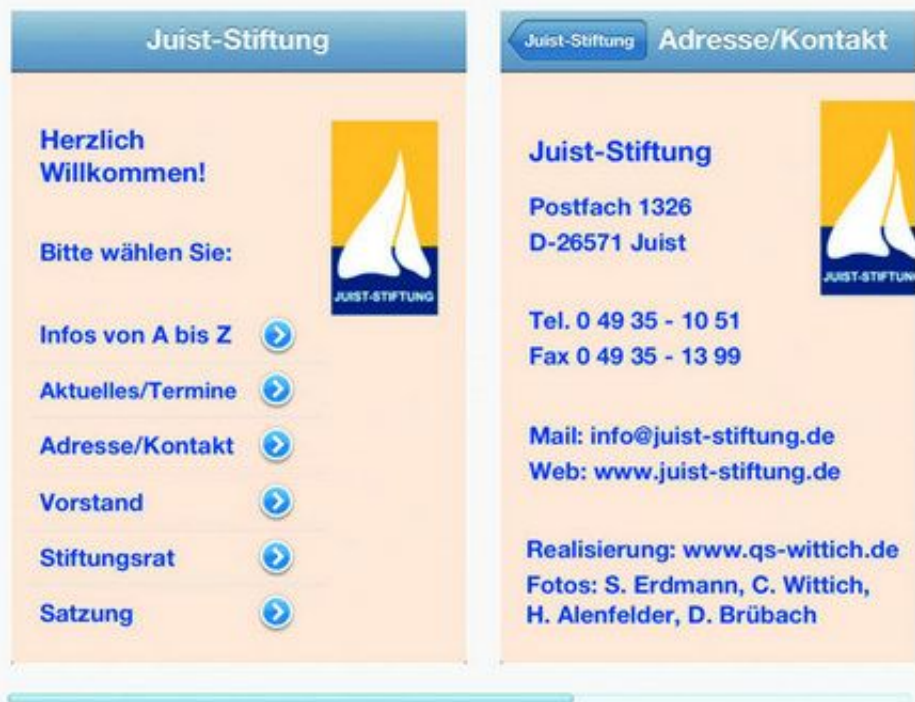 Juist-Stiftung
Herzlich
Willkommen!
Bitte wählen Sie:
JUIST-STIFTUNG
Infos von A bis Z
Aktuelles/Termine
Adresse/Kontakt
Vorstand
Stiftungsrat
Satzung
Juist-Stiftung Adresse/Kontakt
Juist-Stiftung
Postfach 1326
D-26571 Juist
JUIST-STIFTUNG
Tel. 0 49 35 - 10 51
Fax 0 49 35 - 13 99
Mail: info@juist-stiftung.de
Web: www.juist-stiftung.de
Realisierung: www.qs-wittich.de
Fotos: S. Erdmann, C. Wittich,
H. Alenfelder, D. Brübach